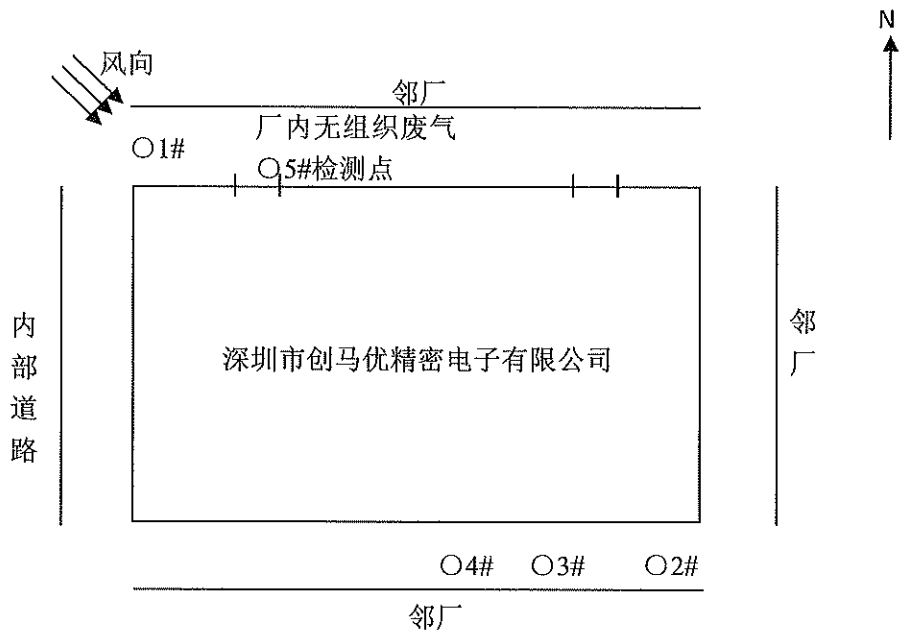 N
风向
邻厂
厂内无组织废气
○1#
○5#检测点
内部道路
深圳市创马优精密电子有限公司
邻厂
○4# ○3# ○2#
邻厂